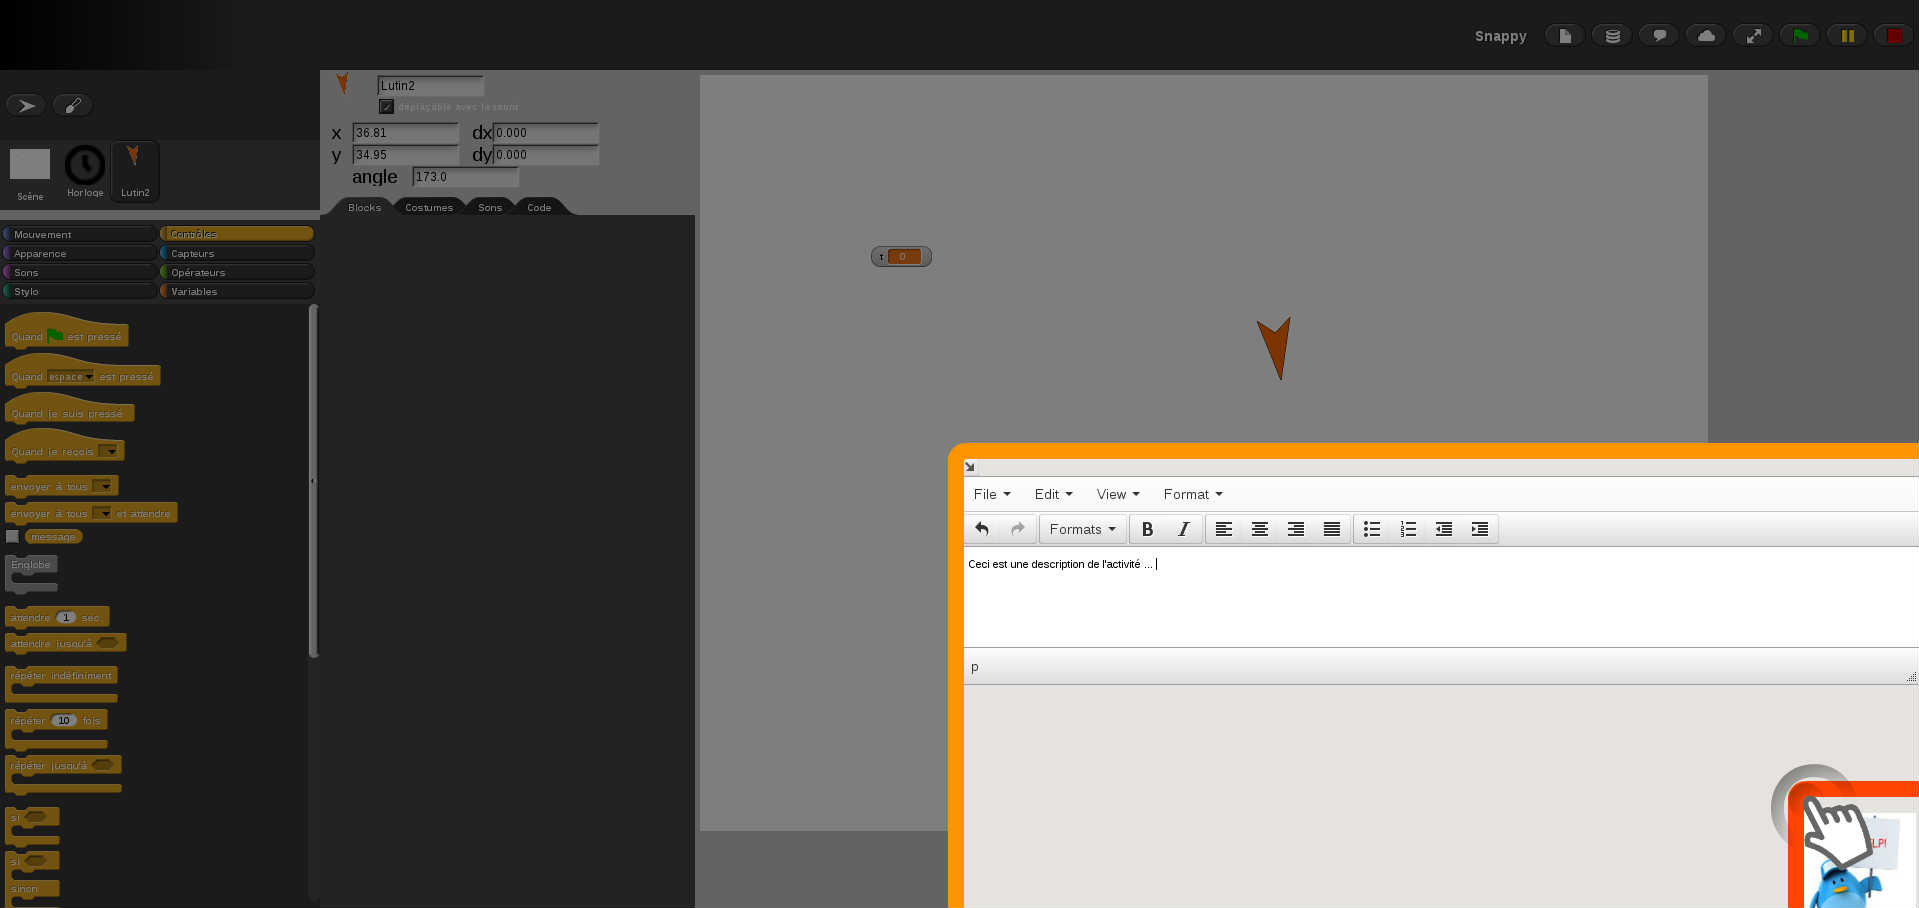 Snappy
Lutin2
déplaçable avec la souris
x 36.81 dx 0.000
y 34.95 dy 0.000
angle 173.0
Scène Horloge Lutin2
Blocks Costumes Sons Code
Mouvement Contrôles
Apparence Capteurs
Sons Opérateurs
Stylo Variables
Quand est pressé
Quand espace est pressé
Quand je suis pressé
Quand je reçois
envoyer à tous
envoyer à tous et attendre
message
Englobe
attendre 1 sec.
attendre jusqu'à
répéter indéfiniment
répéter 10 fois
répéter jusqu'à
si
si
sinon
0
File Edit View Format
Formats B I
Ceci est une description de l'activité ...
p
LP!